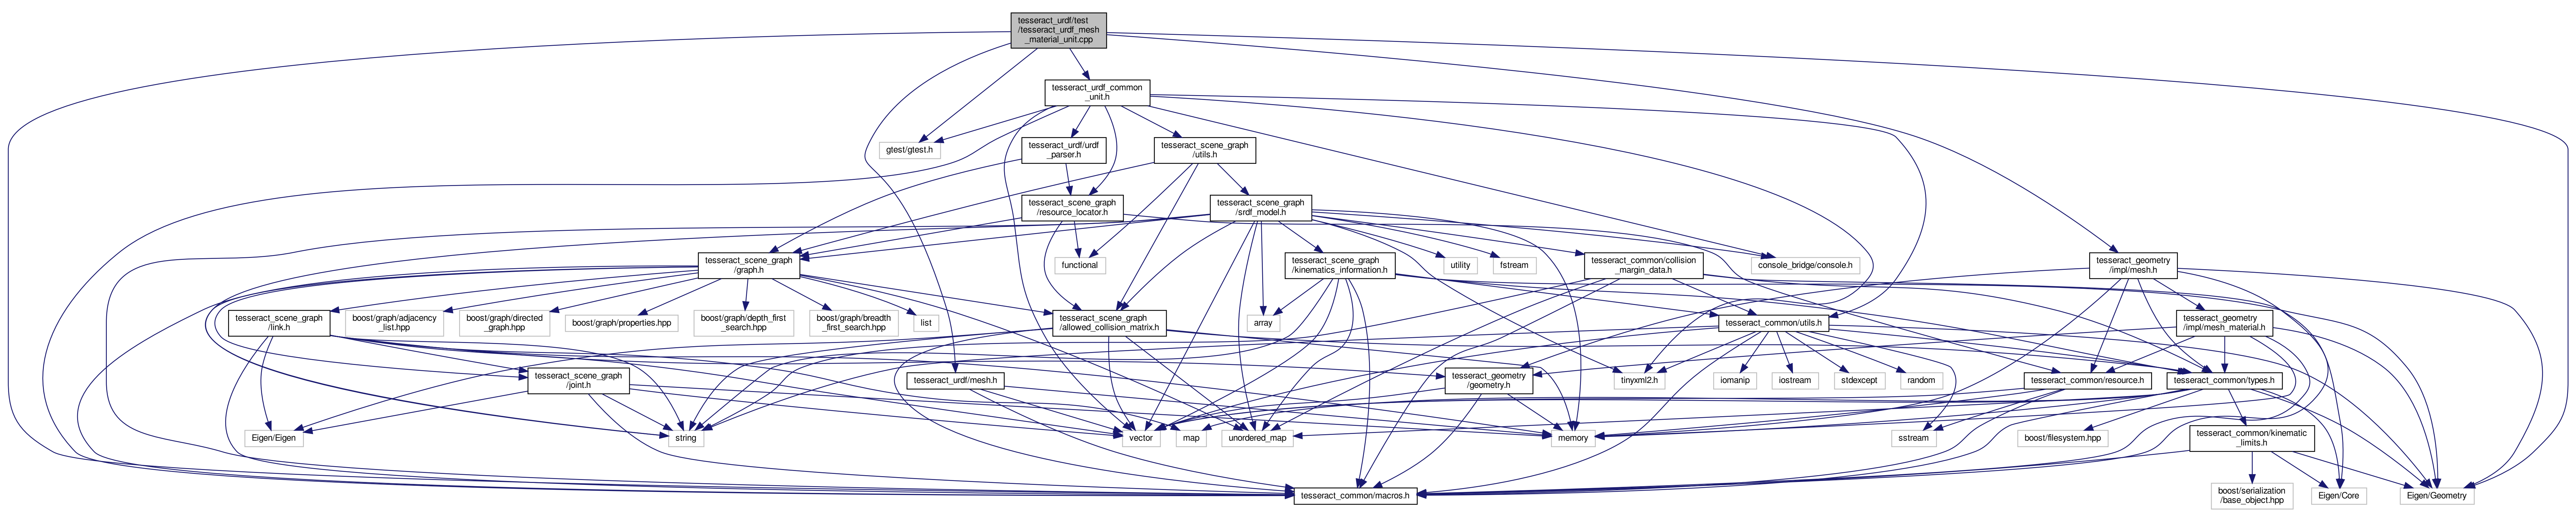 tesseract_urdf/test
/tesseract_urdf_mesh
_material_unit.cpp
tesseract_urdf_common
_unit.h
gtest/gtest.h
tesseract_urdf/urdf
_parser.h
tesseract_scene_graph
/utils.h
tesseract_scene_graph
/resource_locator.h
tesseract_scene_graph
/srdf_model.h
tesseract_scene_graph
/graph.h
functional
tesseract_scene_graph
/kinematics_information.h
utility
fstream
tesseract_common/collision
_margin_data.h
console_bridge/console.h
tesseract_geometry
/impl/mesh.h
tesseract_scene_graph
/link.h
boost/graph/adjacency
_list.hpp
boost/graph/directed
_graph.hpp
boost/graph/properties.hpp
boost/graph/depth_first
_search.hpp
boost/graph/breadth
_first_search.hpp
list
tesseract_scene_graph
/allowed_collision_matrix.h
array
tesseract_common/utils.h
tesseract_geometry
/impl/mesh_material.h
tesseract_scene_graph
/joint.h
tesseract_urdf/mesh.h
tesseract_geometry
/geometry.h
tinyxml2.h
iomanip
iostream
stdexcept
random
tesseract_common/resource.h
tesseract_common/types.h
Eigen/Eigen
string
vector
map
unordered_map
memory
sstream
boost/filesystem.hpp
tesseract_common/kinematic
_limits.h
tesseract_common/macros.h
boost/serialization
/base_object.hpp
Eigen/Core
Eigen/Geometry